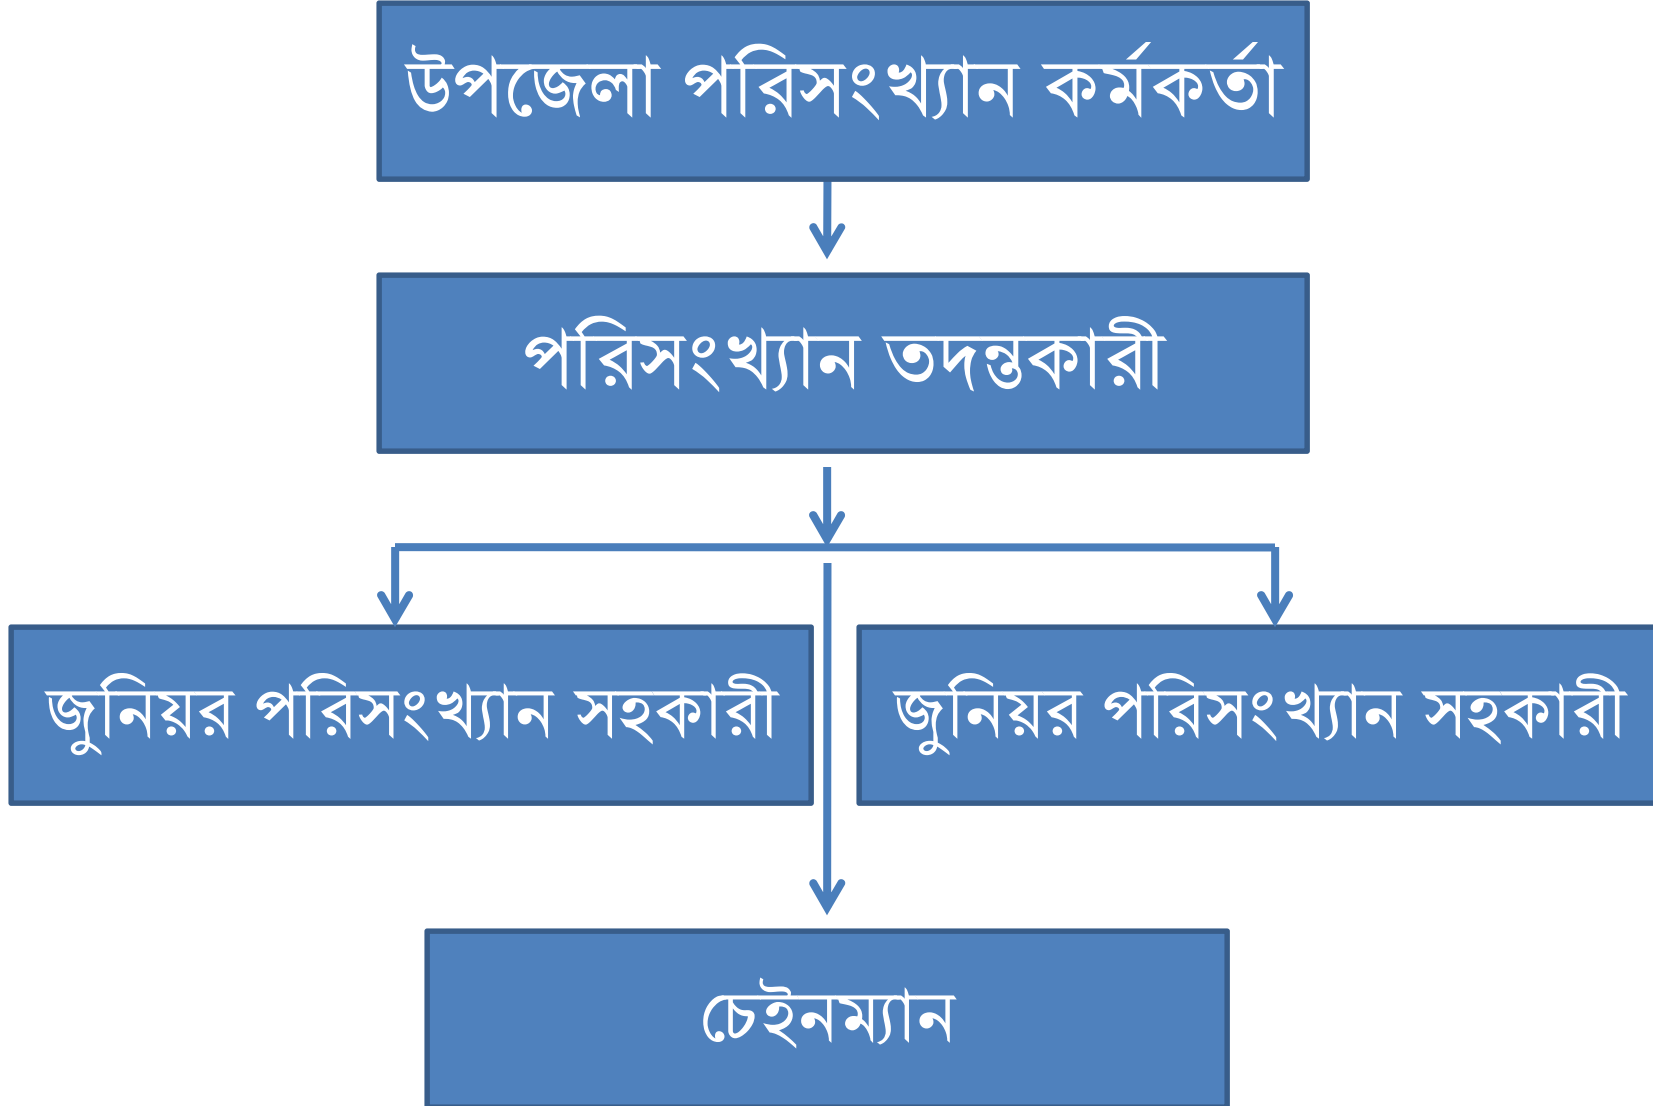 উপজেলা পরিসংখ্যান কর্মকর্তা
পরিসংখ্যান তদন্তকারী
জুনিয়র পরিসংখ্যান সহকারী
জুনিয়র পরিসংখ্যান সহকারী
চেইনম্যান